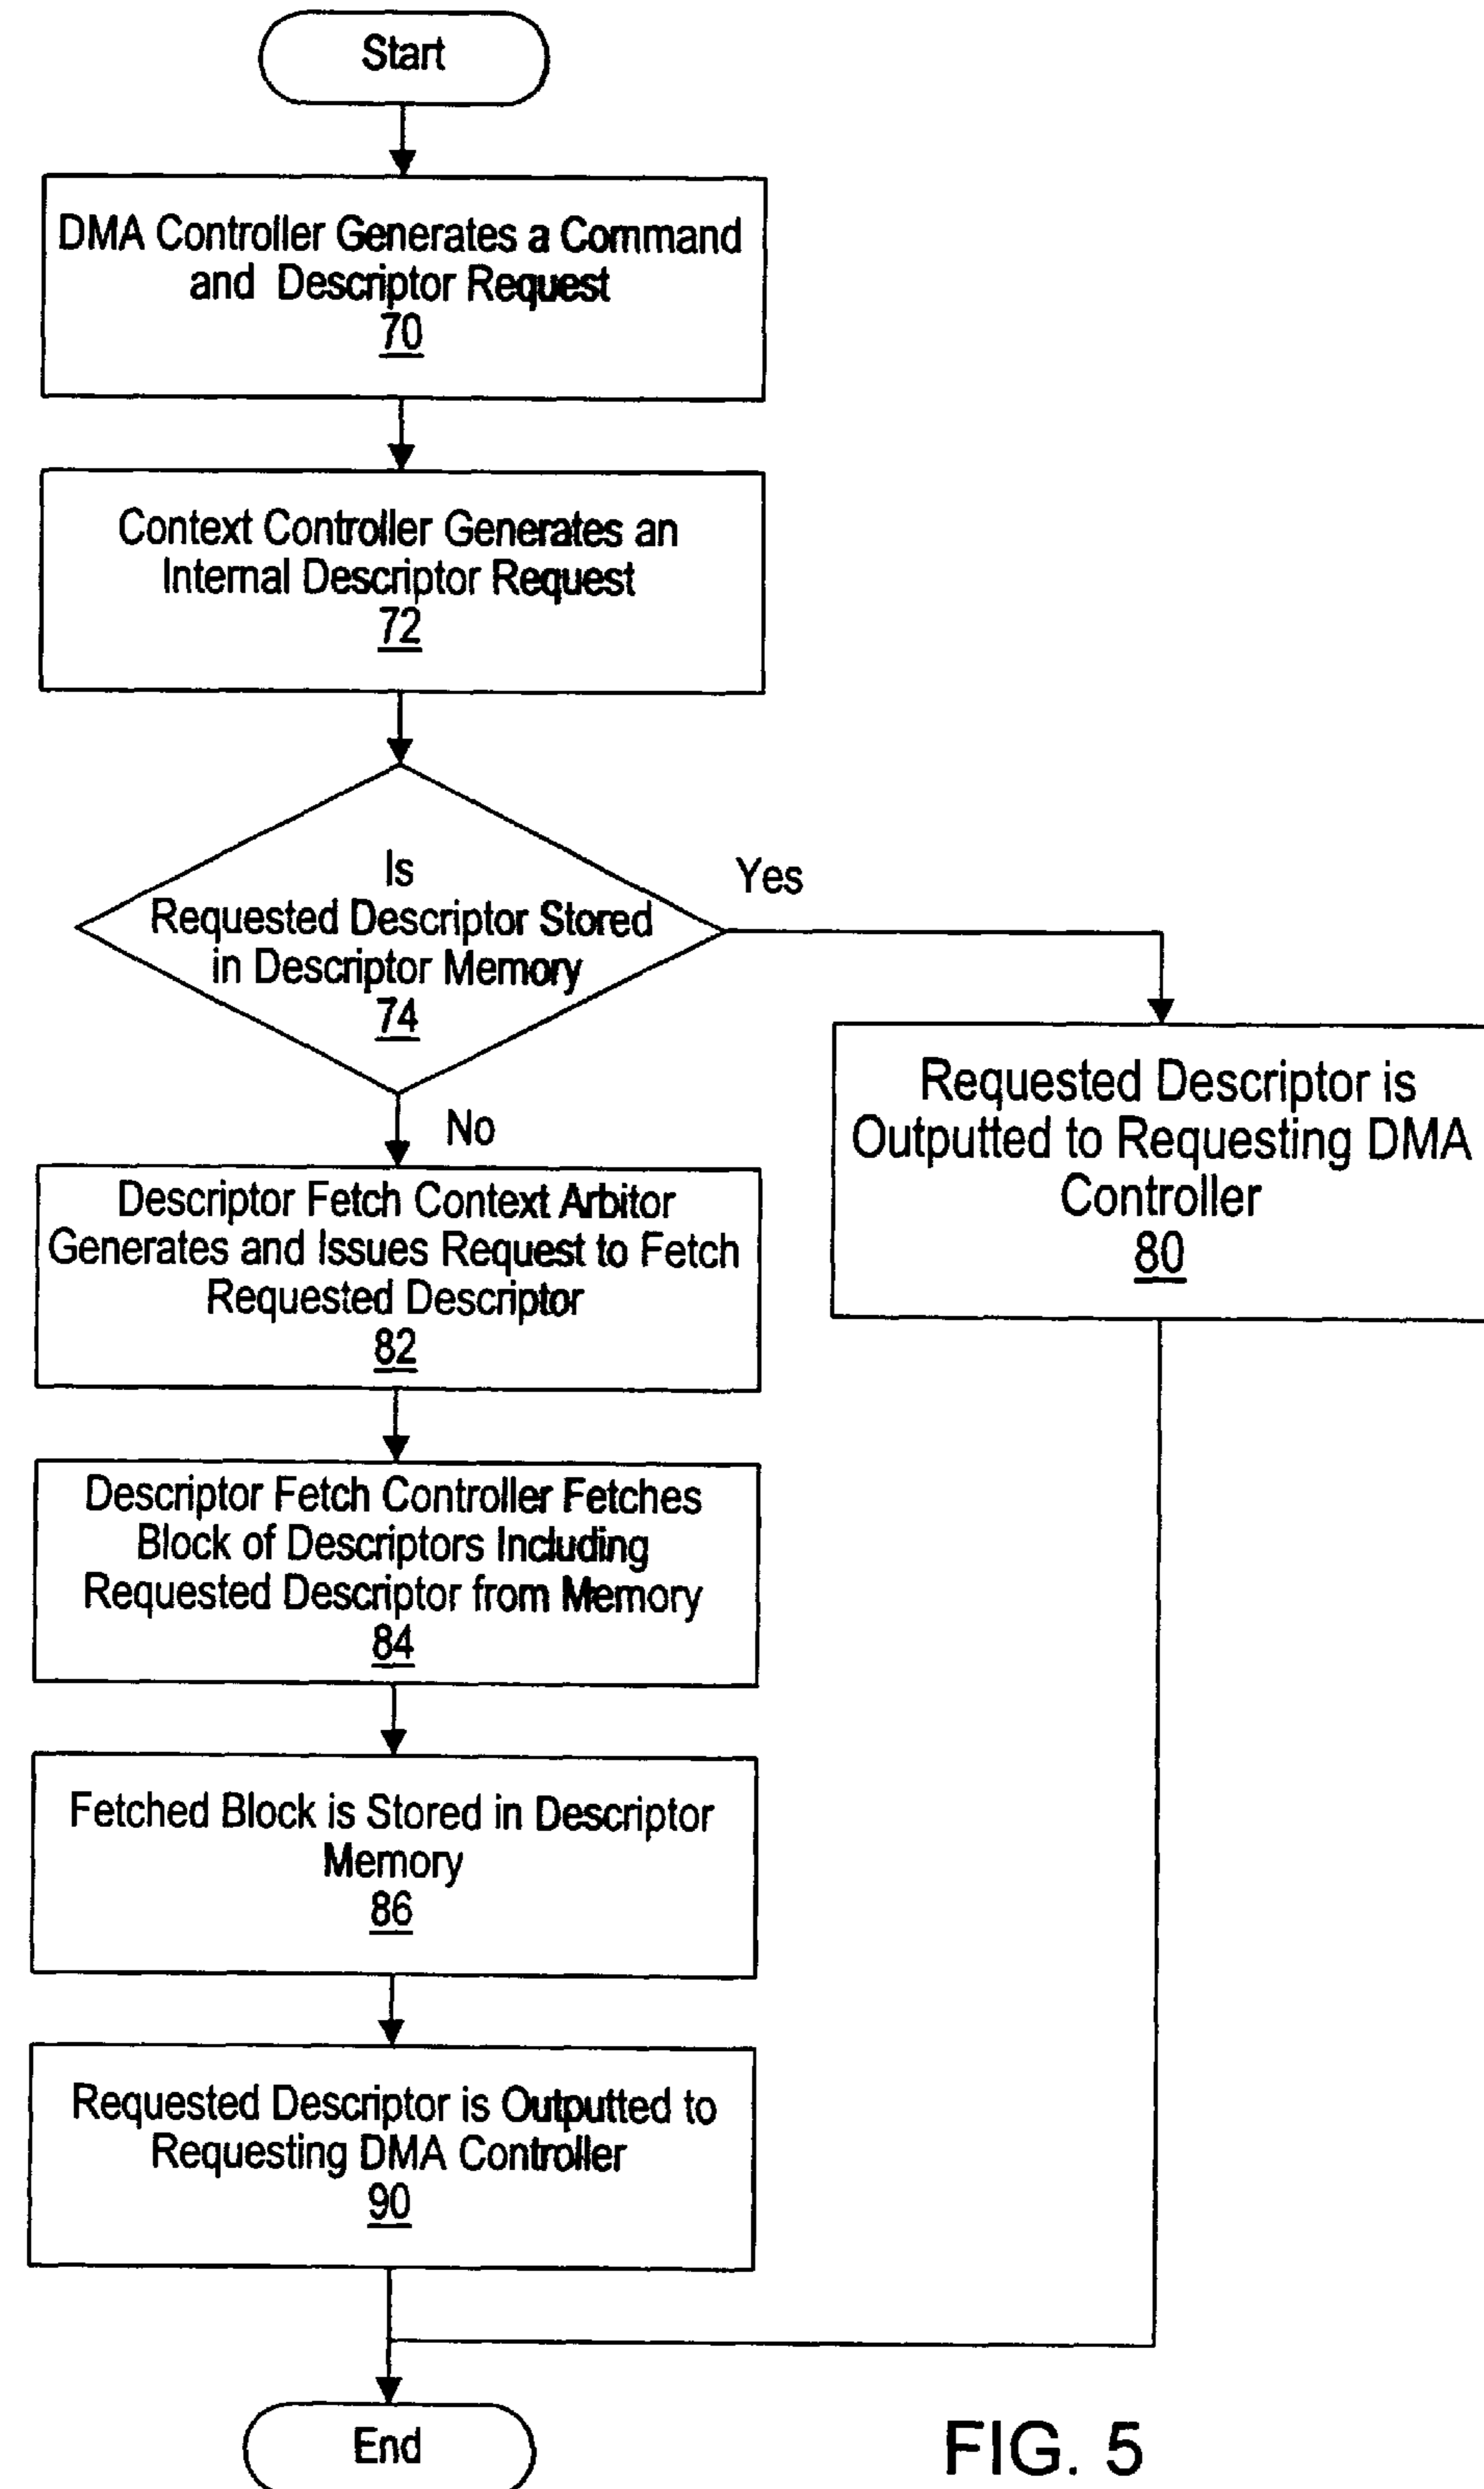 Start
DMA Controller Generates a Command
and Descriptor Request
70
Context Controller Generates an
Internal Descriptor Request
72
Is
Requested Descriptor Stored
in Descriptor Memory
74
Yes
No
Requested Descriptor is
Outputted to Requesting DMA
Controller
80
Descriptor Fetch Context Arbitor
Generates and Issues Request to Fetch
Requested Descriptor
82
Descriptor Fetch Controller Fetches
Block of Descriptors Including
Requested Descriptor from Memory
84
Fetched Block is Stored in Descriptor
Memory
86
Requested Descriptor is Outputted to
Requesting DMA Controller
90
End
FIG. 5